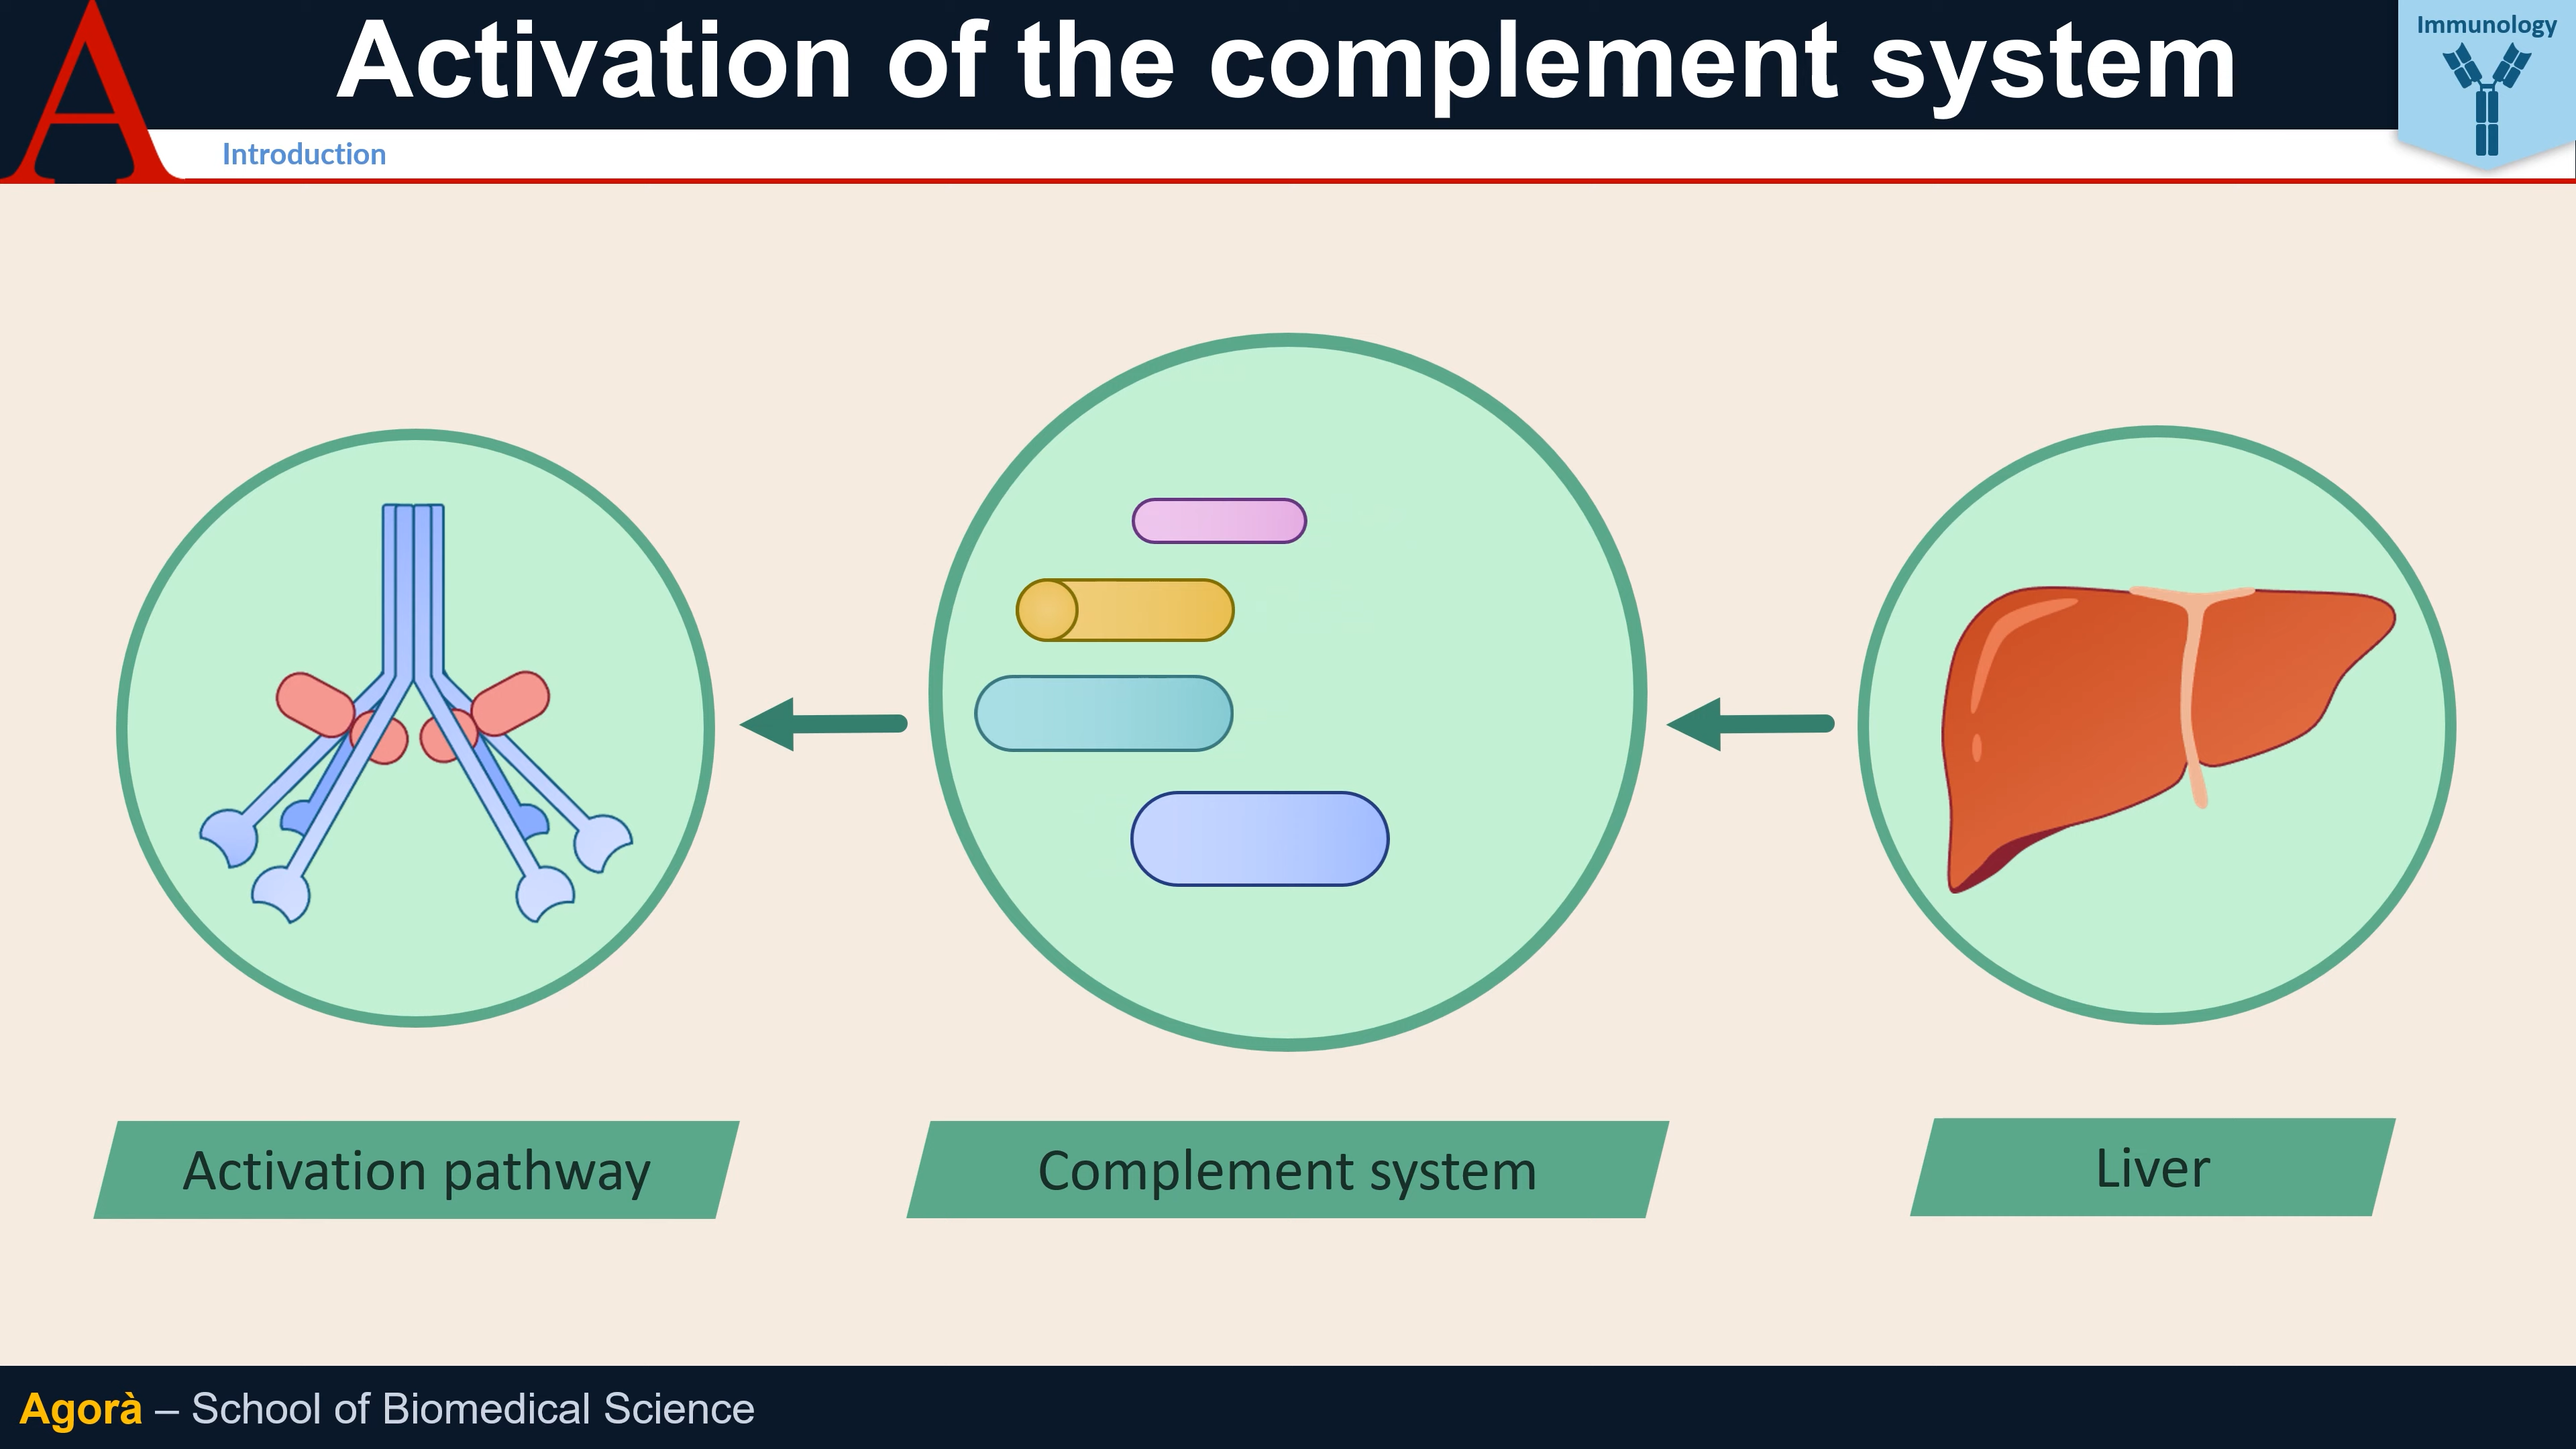 Activation of the complement system
Immunology
Introduction
Activation pathway
Complement system
Liver
Agorà – School of Biomedical Science